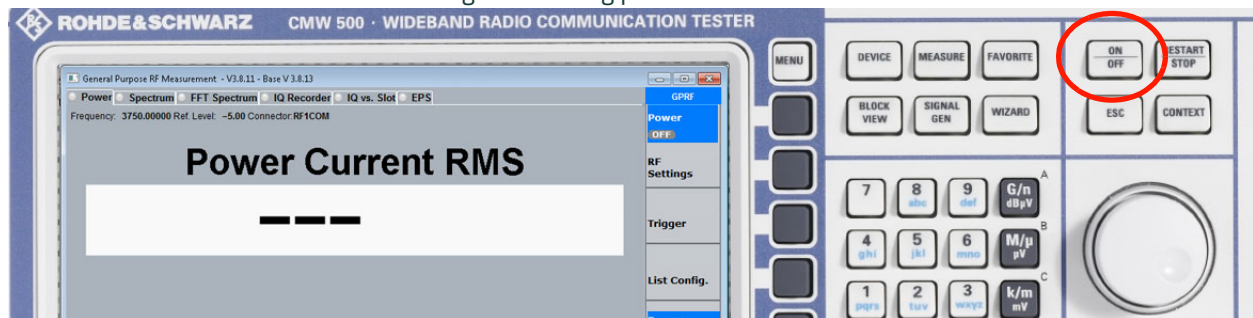 ROHDE&SCHWARZ CMW 500 · WIDEBAND RADIO COMMUNICATION TESTER
General Purpose RF Measurement - V3.8.11 - Base V 3.8.13
Power Spectrum FFT Spectrum IQ Recorder IQ vs. Slot EPS
GPRF
Frequency: 3750.00000 Ref. Level: -5.00 Connector: RF1COM
Power Current RMS
---
Power
OFF
RF
Settings
Trigger
List Config.
MENU
DEVICE MEASURE FAVORITE
ON
OFF
RESTART
STOP
BLOCK
VIEW
SIGNAL
GEN
WIZARD
ESC CONTEXT
7
8
abc
9
def
G/n
dBµV
A
4
ghi
5
jkl
6
mno
M/µ
µV
B
1
pqrs
2
tuv
3
wxyz
k/m
mV
C